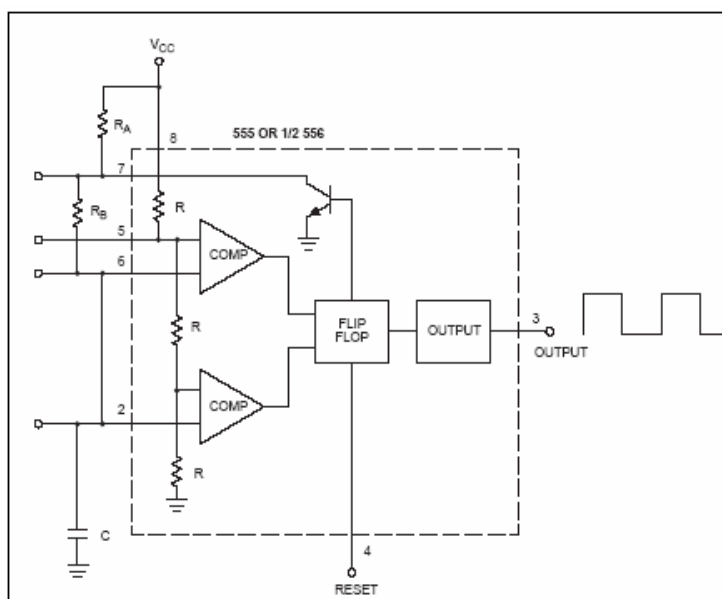 VCC
RA
8
555 OR 1/2 556
7
RB
R
5
COMP
6
R
FLIP
FLOP
OUTPUT
3
OUTPUT
COMP
2
R
C
4
RESET